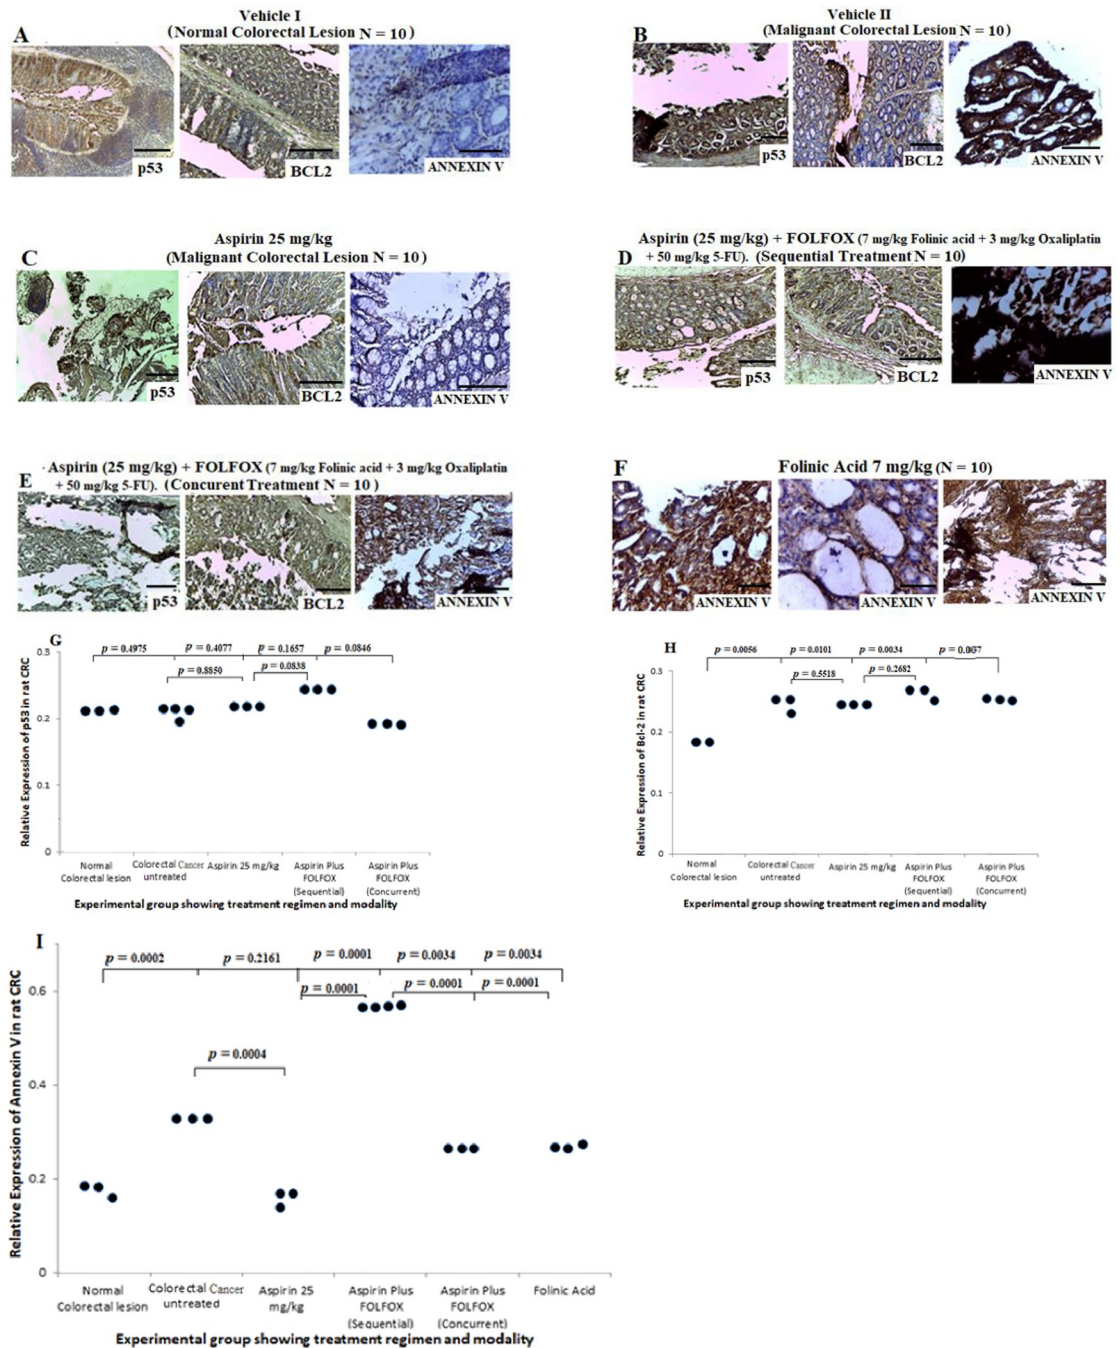 Vehicle I
A (Normal Colorectal Lesion N = 10)
p53
BCL2
ANNEXIN V
Vehicle II
B (Malignant Colorectal Lesion N = 10)
p53
BCL2
ANNEXIN V
Aspirin 25 mg/kg
C (Malignant Colorectal Lesion N = 10)
p53
BCL2
ANNEXIN V
Aspirin (25 mg/kg) + FOLFOX (7 mg/kg Folinic acid + 3 mg/kg Oxaliplatin
D + 50 mg/kg 5-FU). (Sequential Treatment N = 10)
p53
BCL2
ANNEXIN V
· Aspirin (25 mg/kg) + FOLFOX (7 mg/kg Folinic acid + 3 mg/kg Oxaliplatin
E + 50 mg/kg 5-FU). (Concurent Treatment N = 10)
p53
BCL2
ANNEXIN V
F Folinic Acid 7 mg/kg (N = 10)
ANNEXIN V
ANNEXIN V
ANNEXIN V
G
Relative Expression of p53 in rat CRC
0.3
0.2
0.1
0
p = 0.4975 p = 0.4077 p = 0.1657 p = 0.0846
p = 0.8850 p = 0.0838
Normal
Colorectal lesion
Colorectal Cancer
untreated
Aspirin 25 mg/kg
Aspirin Plus
FOLFOX
(Sequential)
Aspirin Plus
FOLFOX
(Concurrent)
Experimental group showing treatment regimen and modality
H
Relative Expression of Bcl-2 in rat CRC
0.3
0.2
0.1
0
p = 0.0056 p = 0.0101 p = 0.0034
p = 0.5518 p = 0.2682
Normal
Colorectal lesion
Colorectal Cancer
untreated
Aspirin 25 mg/kg
Aspirin Plus
FOLFOX
(Sequential)
Aspirin Plus
FOLFOX
(Concurrent)
Experimental group showing treatment regimen and modality
I
Relative Expression of Annexin V in rat CRC
0.6
0.4
0.2
0
p = 0.0002 p = 0.2161 p = 0.0001 p = 0.0034 p = 0.0034
p = 0.0001 p = 0.0001 p = 0.0001
p = 0.0004
Normal
Colorectal lesion
Colorectal Cancer
untreated
Aspirin 25
mg/kg
Aspirin Plus
FOLFOX
(Sequential)
Aspirin Plus
FOLFOX
(Concurrent)
Folinic Acid
Experimental group showing treatment regimen and modality